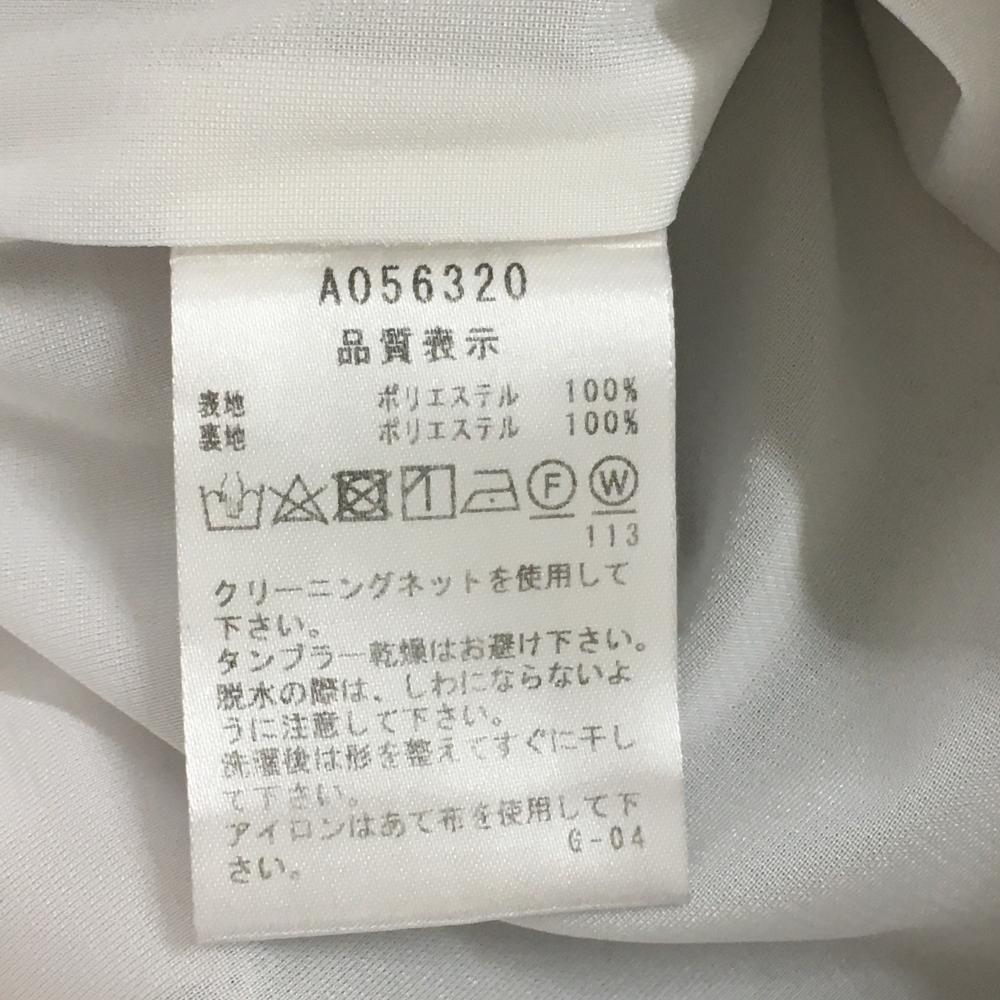 A056320
品質表示
表地 ポリエステル 100%
裏地 ポリエステル 100%
F W
113
クリーニングネットを使用して
下さい。
タンブラー乾燥はお避け下さい。
脱水の際は、しわにならないよ
うに注意して下さい。
洗濯後は形を整えてすぐに干し
て下さい。
アイロンはあて布を使用して下
さい。
G-04